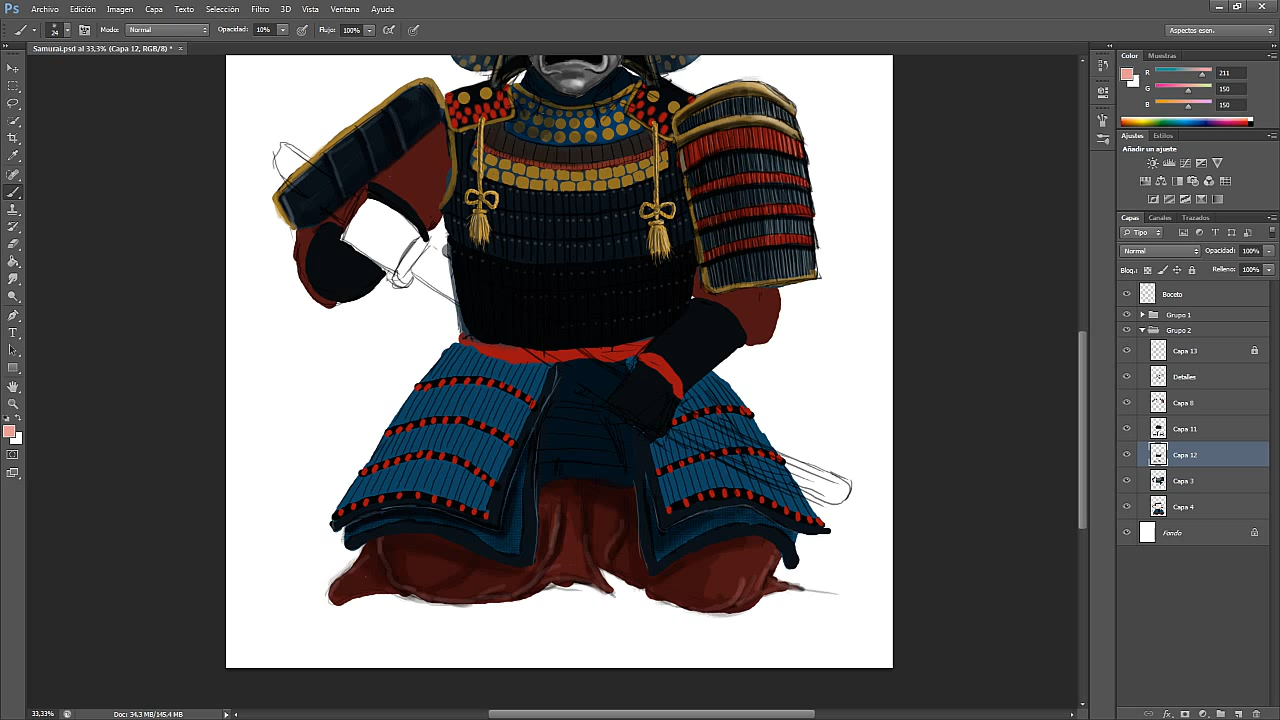 Ps Archivo Edición Imagen Capa Texto Selección Filtro 3D Vista Ventana Ayuda
24 Modo: Normal Opacidad: 10% Flujo: 100% Aspectos esen.
Samurai.psd al 33,3% (Capa 12, RGB/8) * ×
Color Muestras
R 211
G 150
B 150
Ajustes Estilos
Añadir un ajuste
Capas Canales Trazados
Tipo
Normal Opacidad: 100%
Bloq.: Relleno: 100%
Boceto
Grupo 1
Grupo 2
Capa 13
Detalles
Capa 8
Capa 11
Capa 12
Capa 3
Capa 4
Fondo
33,33% Doc: 34,3 MB/145,4 MB
fx